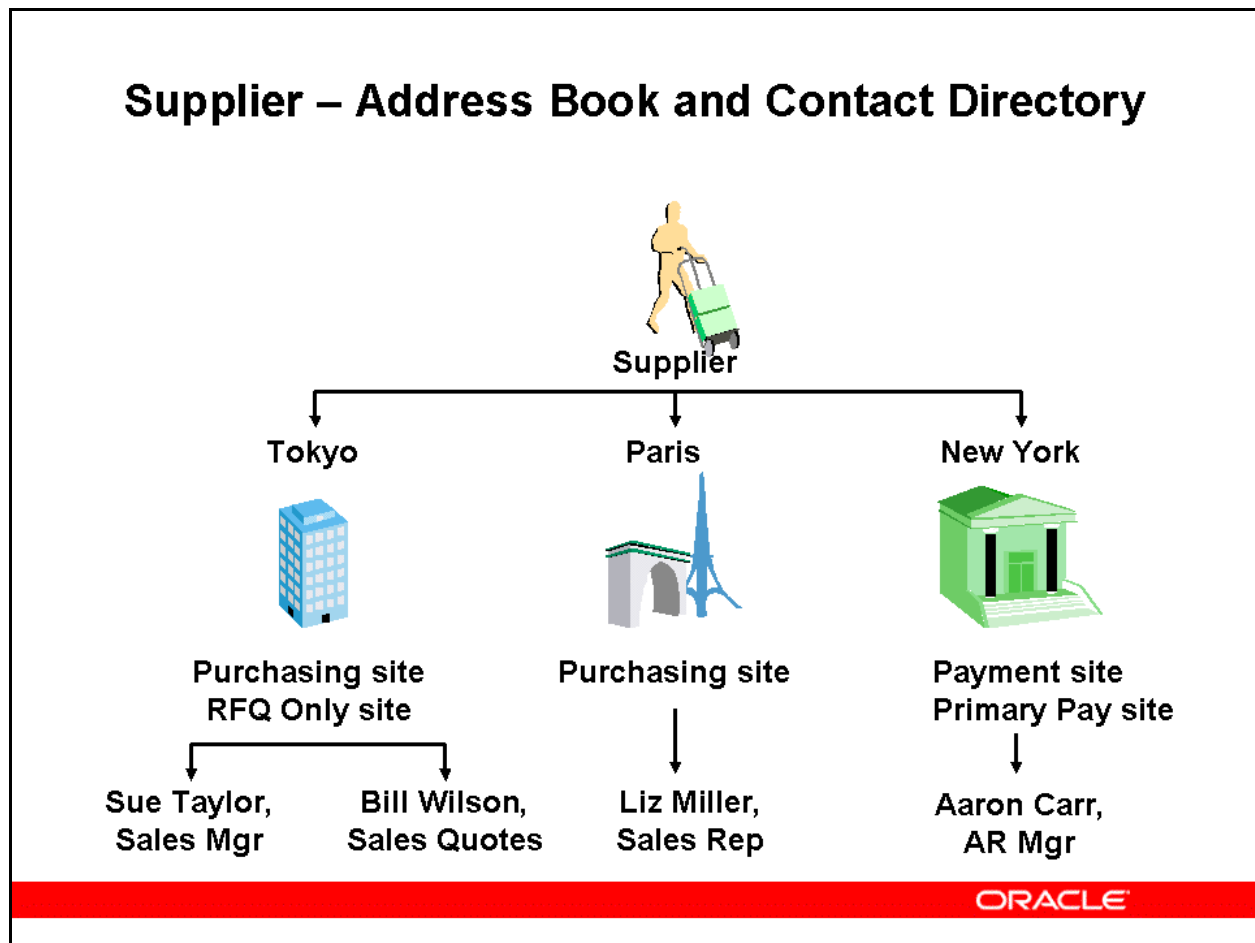 Supplier – Address Book and Contact Directory
Supplier
Tokyo
Paris
New York
Purchasing site
RFQ Only site
Purchasing site
Payment site
Primary Pay site
Sue Taylor,
Sales Mgr
Bill Wilson,
Sales Quotes
Liz Miller,
Sales Rep
Aaron Carr,
AR Mgr
ORACLE